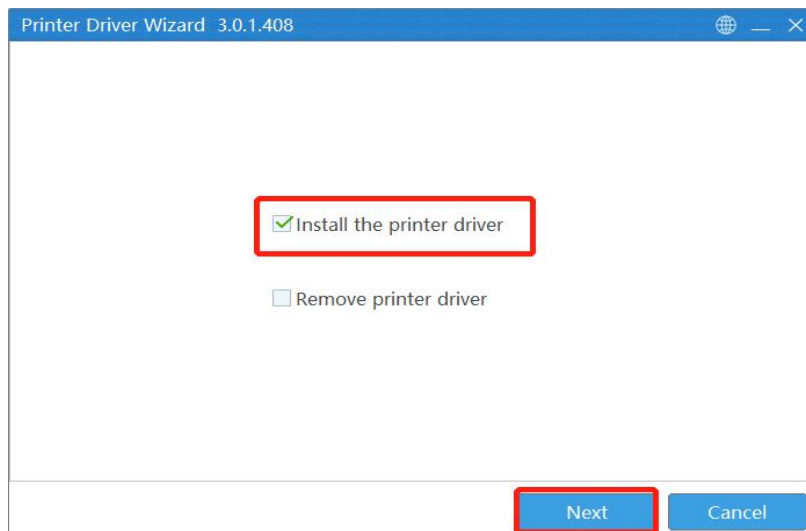 Printer Driver Wizard 3.0.1.408
Install the printer driver
Remove printer driver
Next Cancel